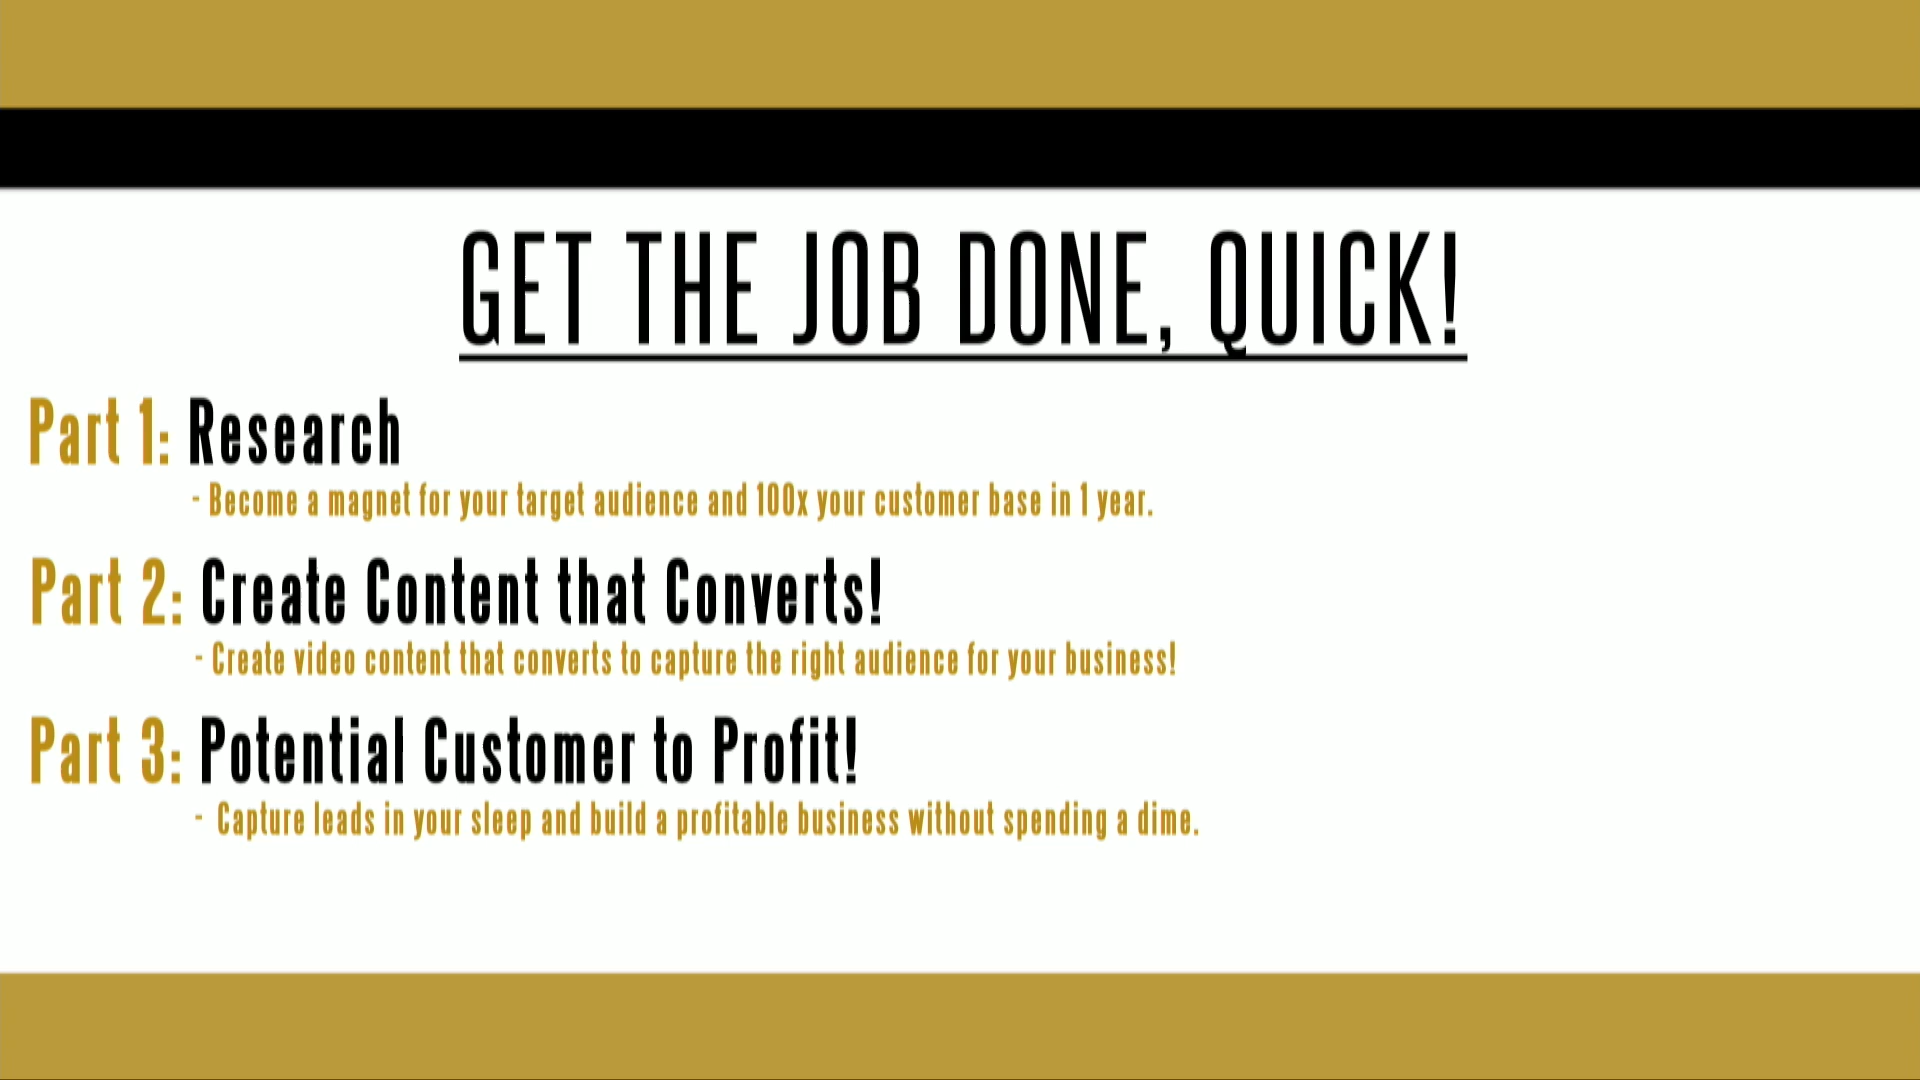 GET THE JOB DONE, QUICK!
Part 1: Research
- Become a magnet for your target audience and 100x your customer base in 1 year.
Part 2: Create Content that Converts!
- Create video content that converts to capture the right audience for your business!
Part 3: Potential Customer to Profit!
- Capture leads in your sleep and build a profitable business without spending a dime.